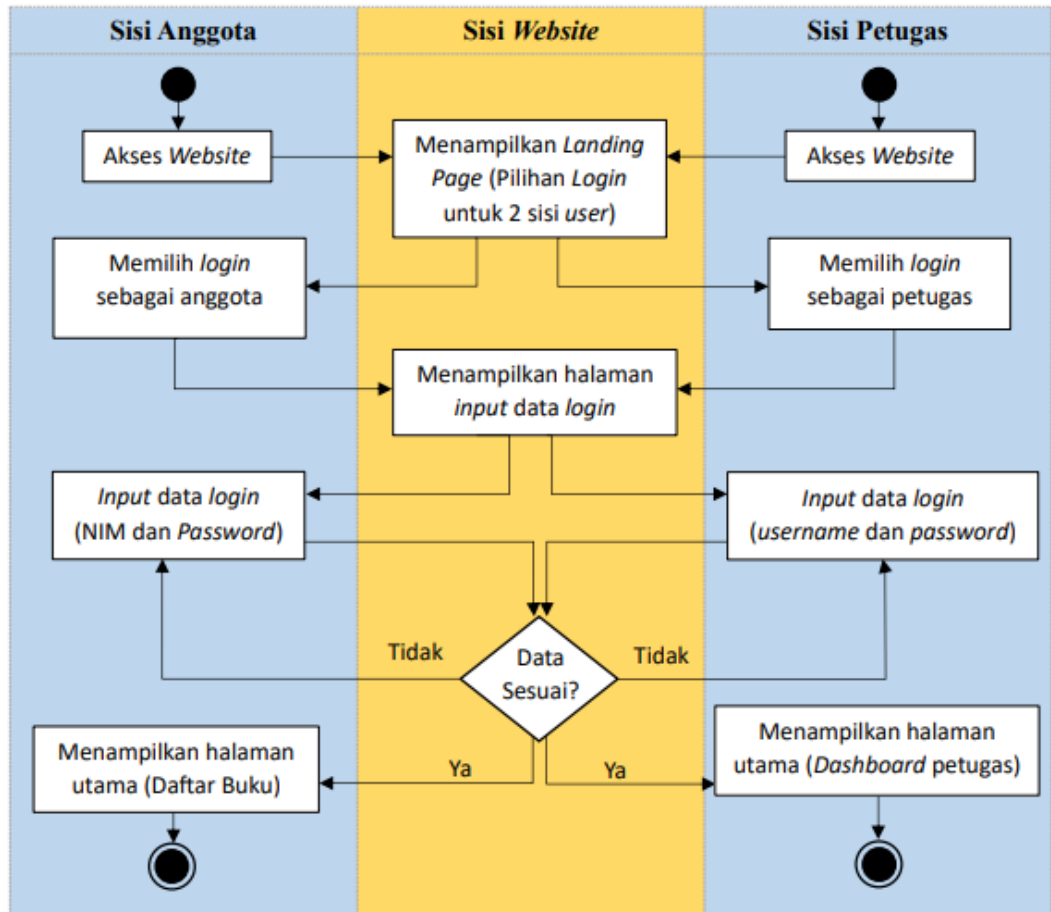 Sisi Anggota
Sisi Website
Sisi Petugas
Akses Website
Menampilkan Landing
Page (Pilihan Login
untuk 2 sisi user)
Akses Website
Memilih login
sebagai anggota
Memilih login
sebagai petugas
Menampilkan halaman
input data login
Input data login
(NIM dan Password)
Input data login
(username dan password)
Tidak
Data
Sesuai?
Tidak
Menampilkan halaman
utama (Daftar Buku)
Ya
Ya
Menampilkan halaman
utama (Dashboard petugas)